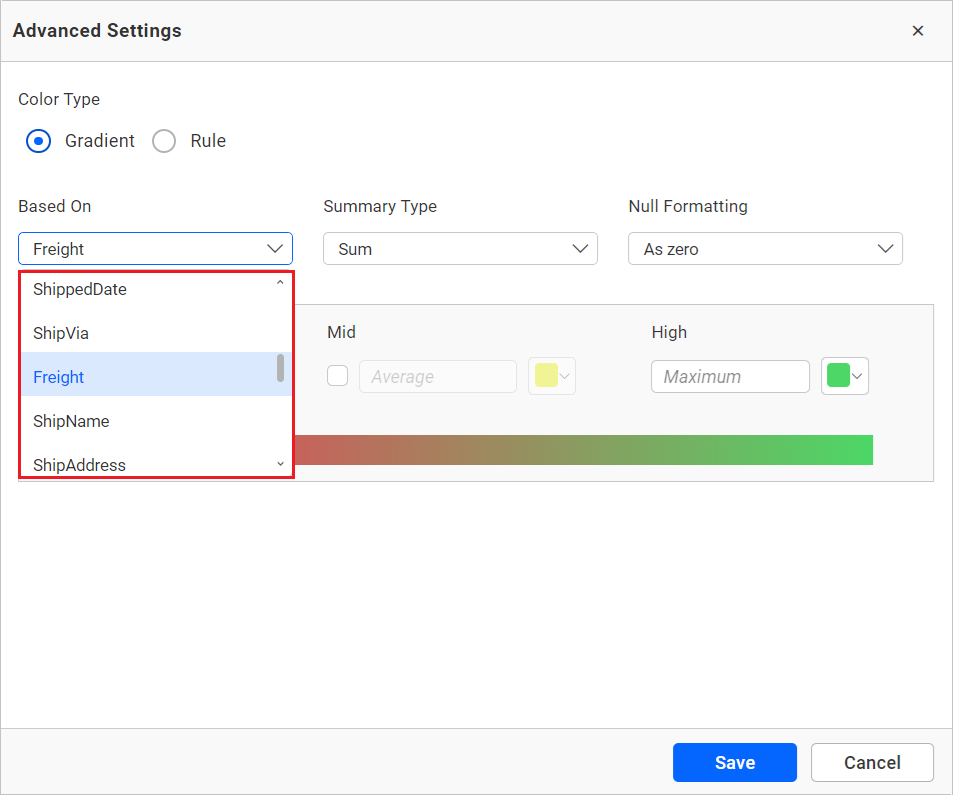 Advanced Settings
Color Type
Gradient Rule
Based On Summary Type Null Formatting
Freight Sum As zero
ShippedDate
ShipVia
Freight
ShipName
ShipAddress
Mid High
Average Maximum
Save Cancel